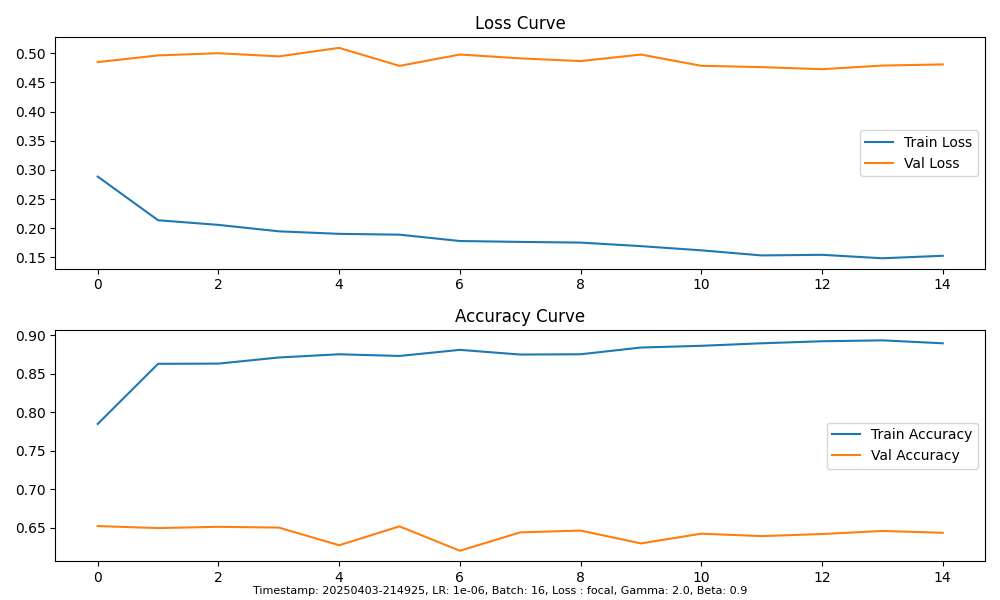 Loss Curve
0.50
0.45
0.40
0.35
0.30
0.25
0.20
0.15
Train Loss
Val Loss
0 2 4 6 8 10 12 14
Accuracy Curve
0.90
0.85
0.80
0.75
0.70
0.65
Train Accuracy
Val Accuracy
0 2 4 6 8 10 12 14
Timestamp: 20250403-214925, LR: 1e-06, Batch: 16, Loss : focal, Gamma: 2.0, Beta: 0.9